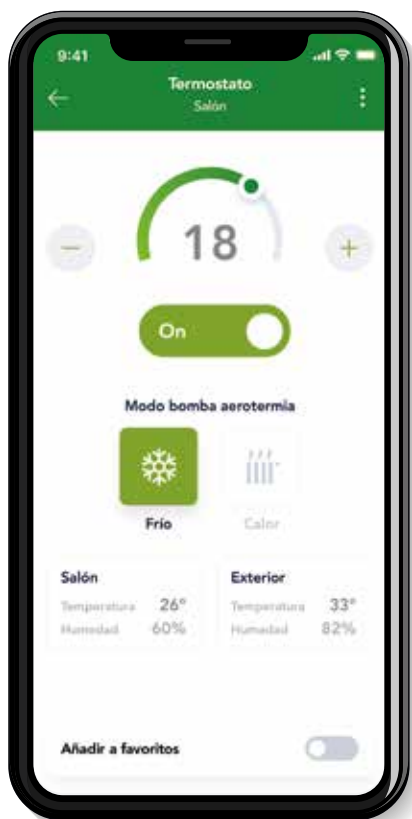 9:41
Termostato
Salón
18
On
Modo bomba aerotermia
Frío
Calor
Salón
Temperatura 26°
Humedad 60%
Exterior
Temperatura 33°
Humedad 82%
Añadir a favoritos